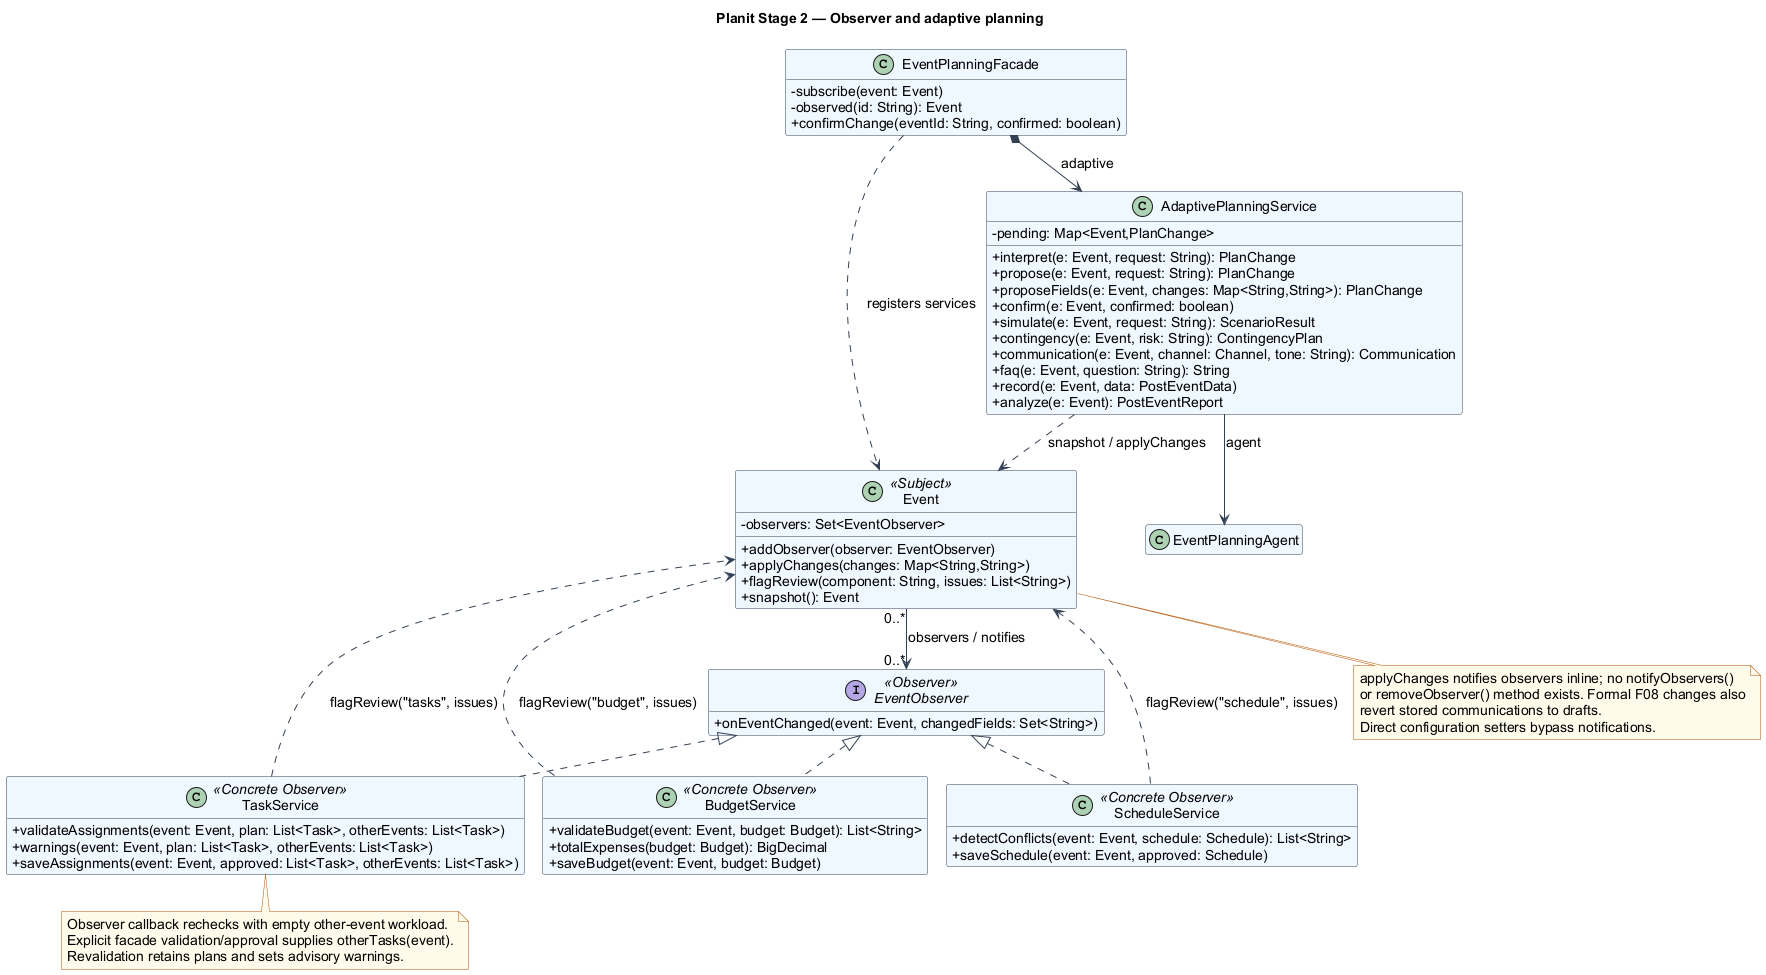 Planit Stage 2 — Observer and adaptive planning
C EventPlanningFacade
-subscribe(event: Event)
-observed(id: String): Event
+confirmChange(eventId: String, confirmed: boolean)
adaptive
C AdaptivePlanningService
-pending: Map<Event,PlanChange>
+interpret(e: Event, request: String): PlanChange
+propose(e: Event, request: String): PlanChange
+proposeFields(e: Event, changes: Map<String,String>): PlanChange
+confirm(e: Event, confirmed: boolean)
+simulate(e: Event, request: String): ScenarioResult
+contingency(e: Event, risk: String): ContingencyPlan
+communication(e: Event, channel: Channel, tone: String): Communication
+faq(e: Event, question: String): String
+record(e: Event, data: PostEventData)
+analyze(e: Event): PostEventReport
registers services
snapshot / applyChanges
agent
C «Subject»
Event
-observers: Set<EventObserver>
+addObserver(observer: EventObserver)
+applyChanges(changes: Map<String,String>)
+flagReview(component: String, issues: List<String>)
+snapshot(): Event
C EventPlanningAgent
0..*
observers / notifies
0..*
I «Observer»
EventObserver
+onEventChanged(event: Event, changedFields: Set<String>)
flagReview("tasks", issues)
flagReview("budget", issues)
flagReview("schedule", issues)
applyChanges notifies observers inline; no notifyObservers()
or removeObserver() method exists. Formal F08 changes also
revert stored communications to drafts.
Direct configuration setters bypass notifications.
C «Concrete Observer»
TaskService
+validateAssignments(event: Event, plan: List<Task>, otherEvents: List<Task>)
+warnings(event: Event, plan: List<Task>, otherEvents: List<Task>)
+saveAssignments(event: Event, approved: List<Task>, otherEvents: List<Task>)
C «Concrete Observer»
BudgetService
+validateBudget(event: Event, budget: Budget): List<String>
+totalExpenses(budget: Budget): BigDecimal
+saveBudget(event: Event, budget: Budget)
C «Concrete Observer»
ScheduleService
+detectConflicts(event: Event, schedule: Schedule): List<String>
+saveSchedule(event: Event, approved: Schedule)
Observer callback rechecks with empty other-event workload.
Explicit facade validation/approval supplies otherTasks(event).
Revalidation retains plans and sets advisory warnings.